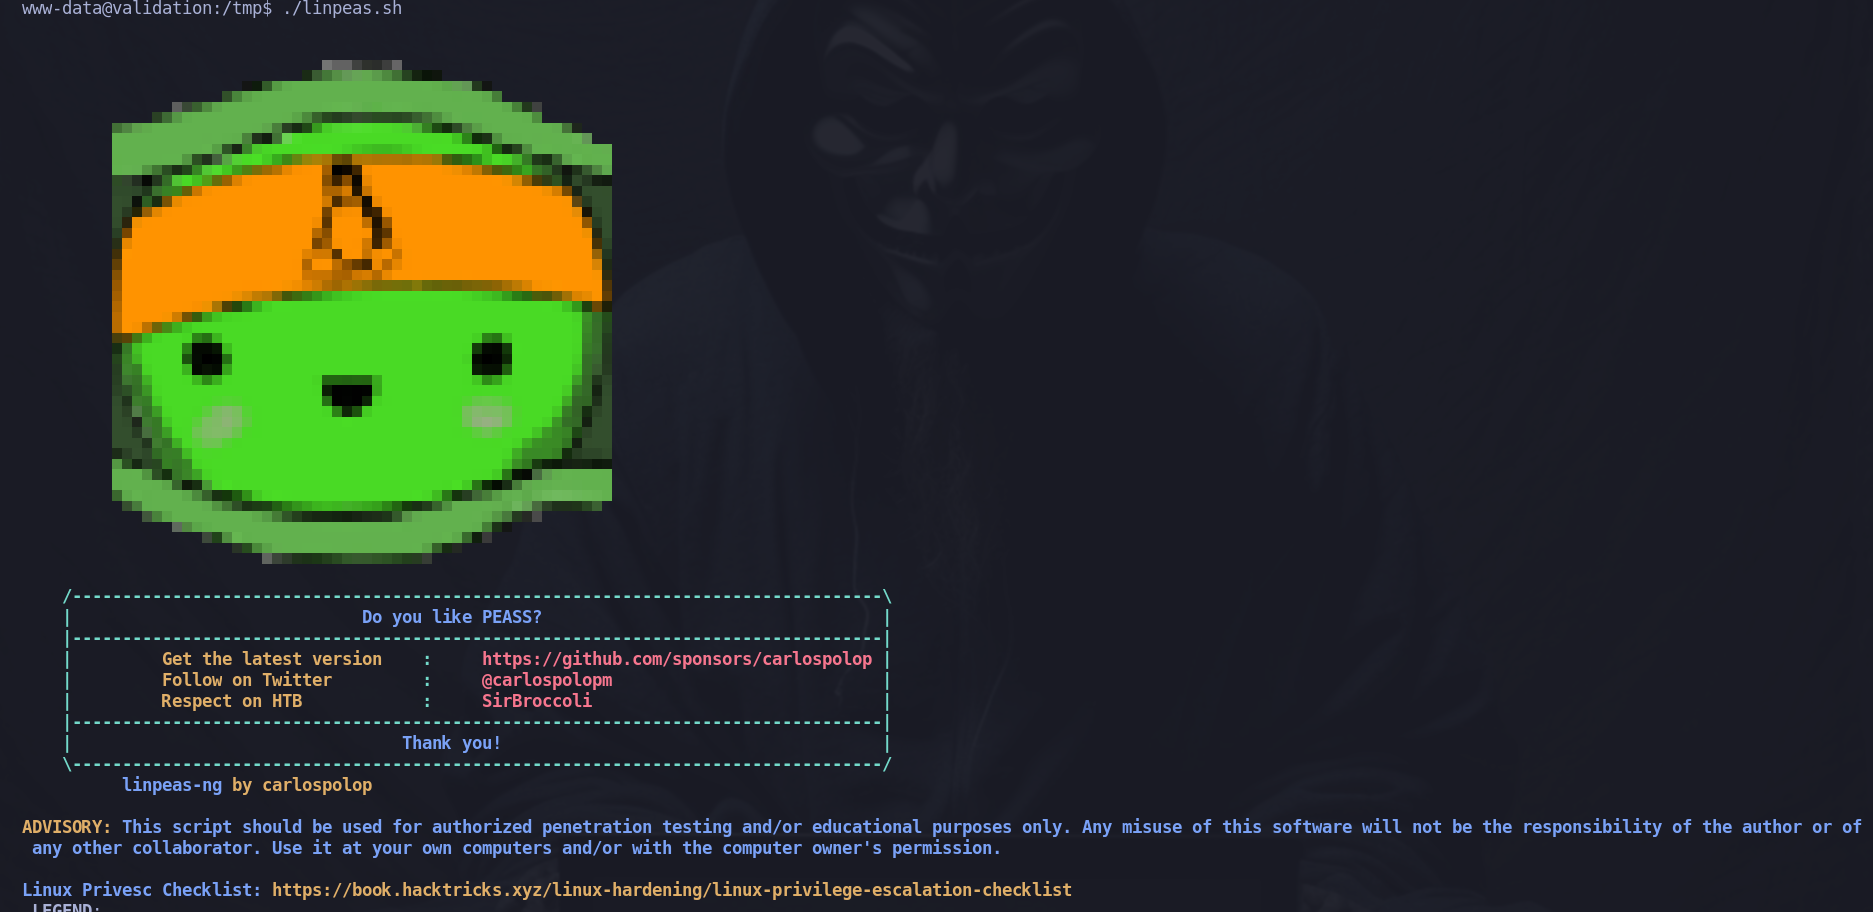 www-data@validation:/tmp$ ./linpeas.sh
/---------------------------------------------------------------------------------\
| Do you like PEASS? |
|---------------------------------------------------------------------------------|
| Get the latest version : https://github.com/sponsors/carlospolop |
| Follow on Twitter : @carlospolopm |
| Respect on HTB : SirBroccoli |
|---------------------------------------------------------------------------------|
| Thank you! |
\---------------------------------------------------------------------------------/
linpeas-ng by carlospolop
ADVISORY: This script should be used for authorized penetration testing and/or educational purposes only. Any misuse of this software will not be the responsibility of the author or of
any other collaborator. Use it at your own computers and/or with the computer owner's permission.
Linux Privesc Checklist: https://book.hacktricks.xyz/linux-hardening/linux-privilege-escalation-checklist
LEGEND: